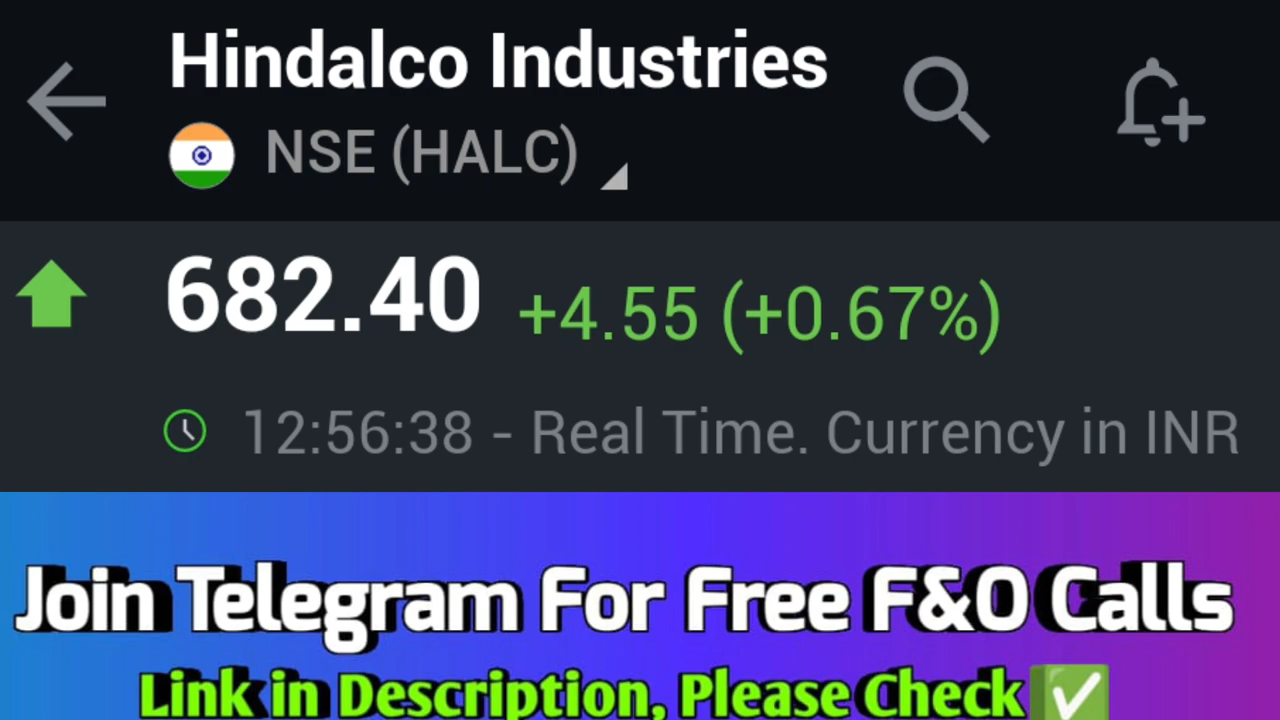 Hindalco Industries
NSE (HALC)
682.40 +4.55 (+0.67%)
12:56:38 - Real Time. Currency in INR
Join Telegram For Free F&O Calls
Link in Description, Please Check ✅